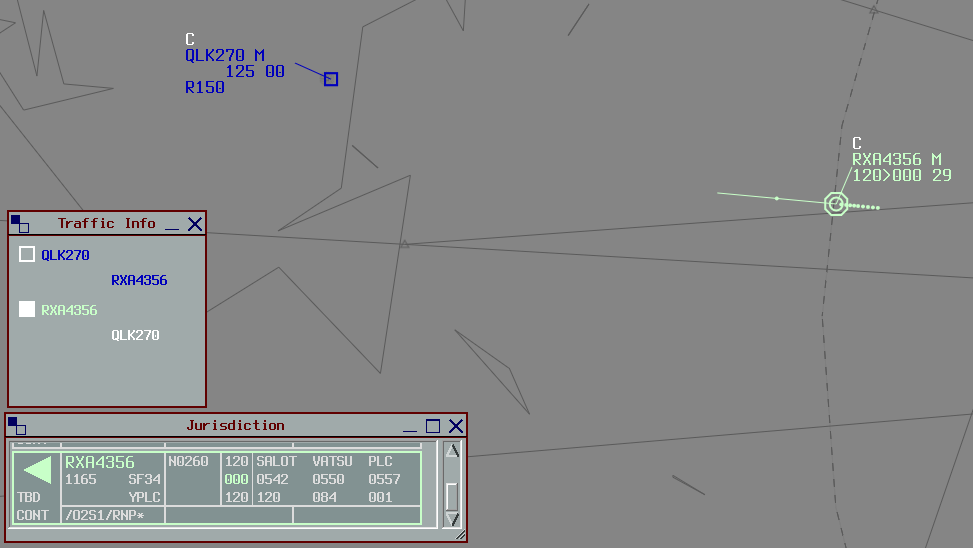 C
QLK270 M
125 00
R150
C
RXA4356 M
120>000 29
Traffic Info
QLK270
RXA4356
RXA4356
QLK270
Jurisdiction
RXA4356 N0260 120 SALOT VATSU PLC
1165 SF34 000 0542 0550 0557
TBD YPLC 120 120 084 001
CONT /O2S1/RNP*